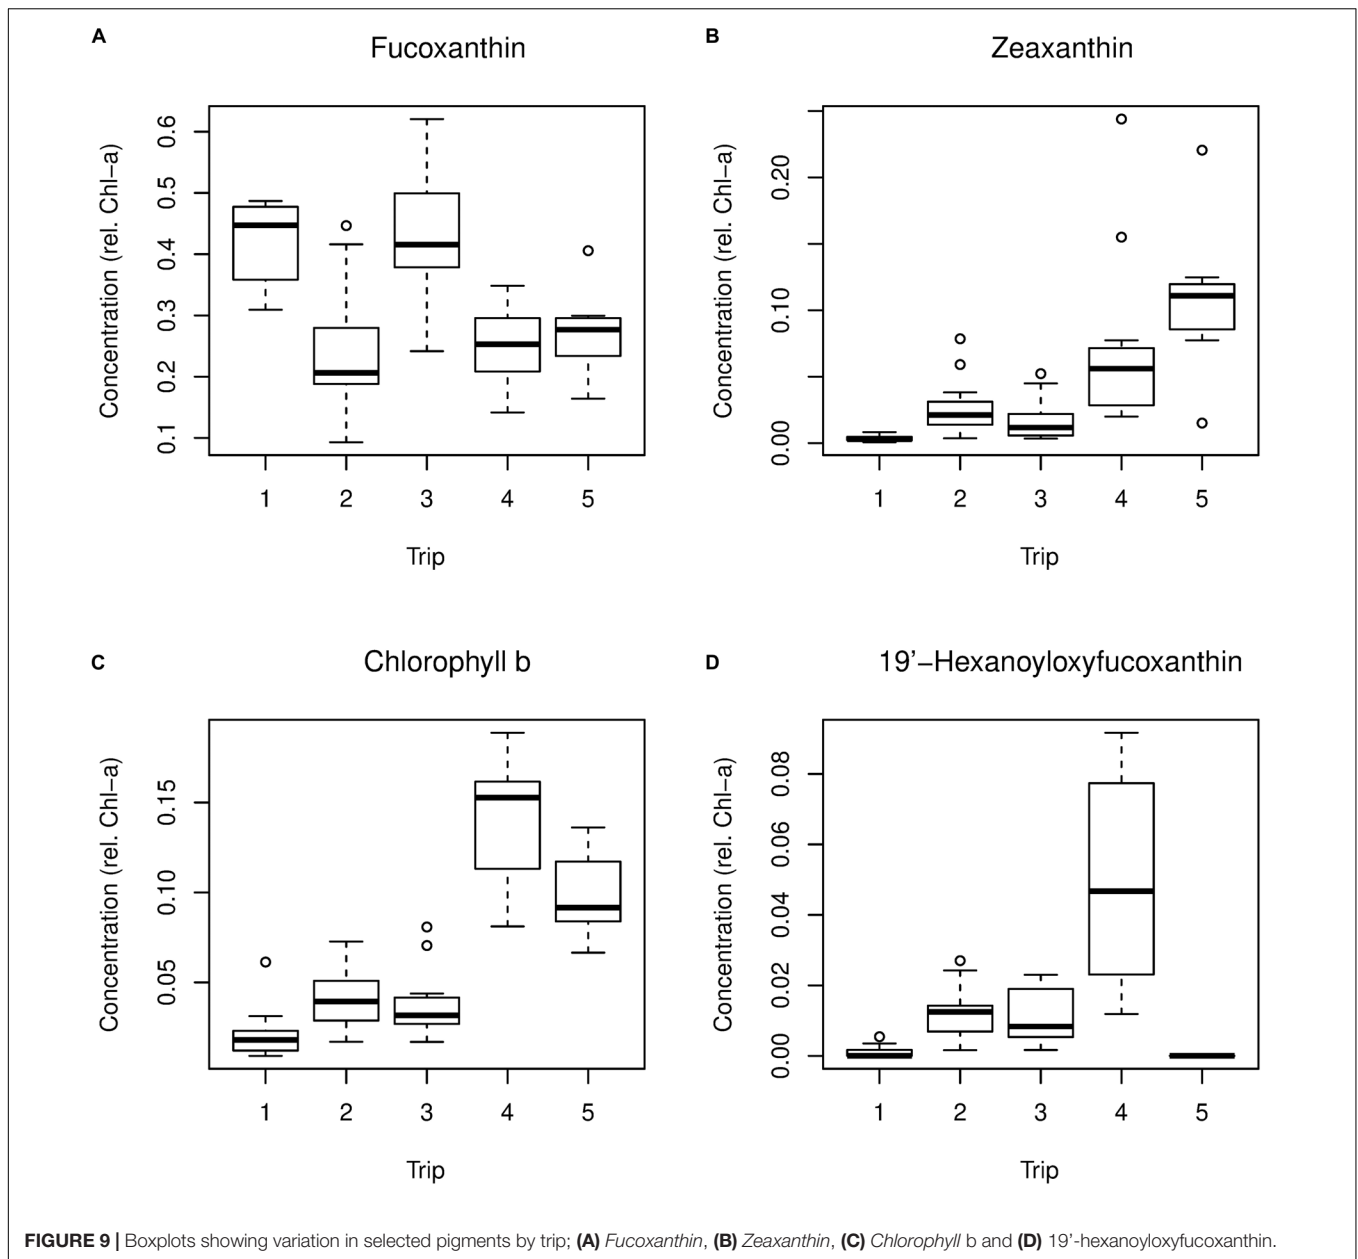 A
Fucoxanthin
Concentration (rel. Chl−a)
0.6
0.5
0.4
0.3
0.2
0.1
1 2 3 4 5
Trip
B
Zeaxanthin
Concentration (rel. Chl−a)
0.20
0.10
0.00
1 2 3 4 5
Trip
C
Chlorophyll b
Concentration (rel. Chl−a)
0.15
0.10
0.05
1 2 3 4 5
Trip
D
19'−Hexanoyloxyfucoxanthin
Concentration (rel. Chl−a)
0.08
0.06
0.04
0.02
0.00
1 2 3 4 5
Trip
FIGURE 9 | Boxplots showing variation in selected pigments by trip; (A) Fucoxanthin, (B) Zeaxanthin, (C) Chlorophyll b and (D) 19'-hexanoyloxyfucoxanthin.